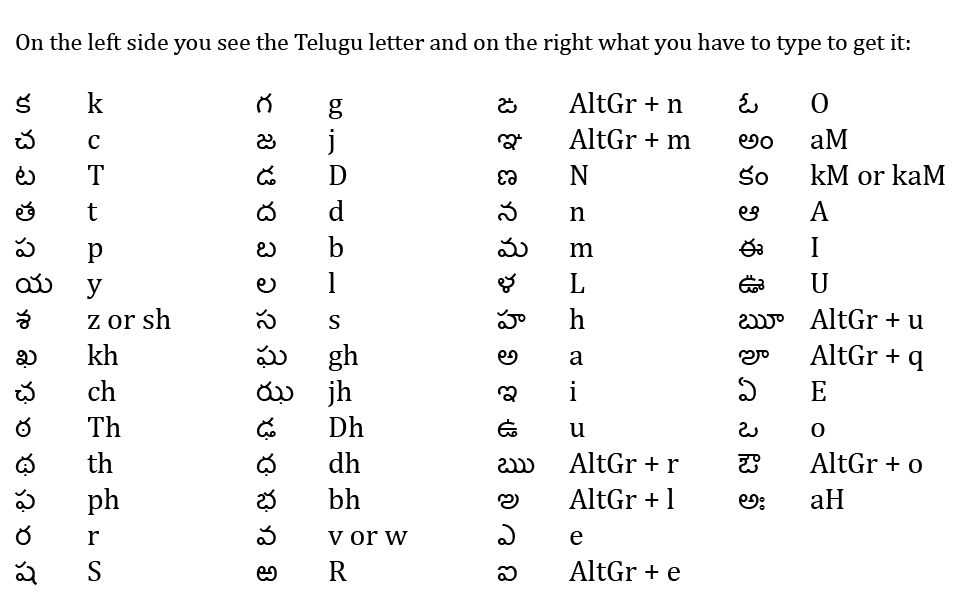 On the left side you see the Telugu letter and on the right what you have to type to get it:
క k గ g ఙ AltGr + n ఓ O
చ c జ j ఞ AltGr + m అం aM
ట T డ D ణ N కం kM or kaM
త t ద d న n ఆ A
ప p బ b మ m ఈ I
య y ల l ళ L ఊ U
శ z or sh స s హ h ౠ AltGr + u
ఖ kh ఘ gh అ a ౡ AltGr + q
ఛ ch ఝ jh ఇ i ఏ E
ఠ Th ఢ Dh ఉ u ఒ o
థ th ధ dh ఋ AltGr + r ఔ AltGr + o
ఫ ph భ bh ఌ AltGr + l అః aH
ర r వ v or w ఎ e
ష S ఱ R ఐ AltGr + e